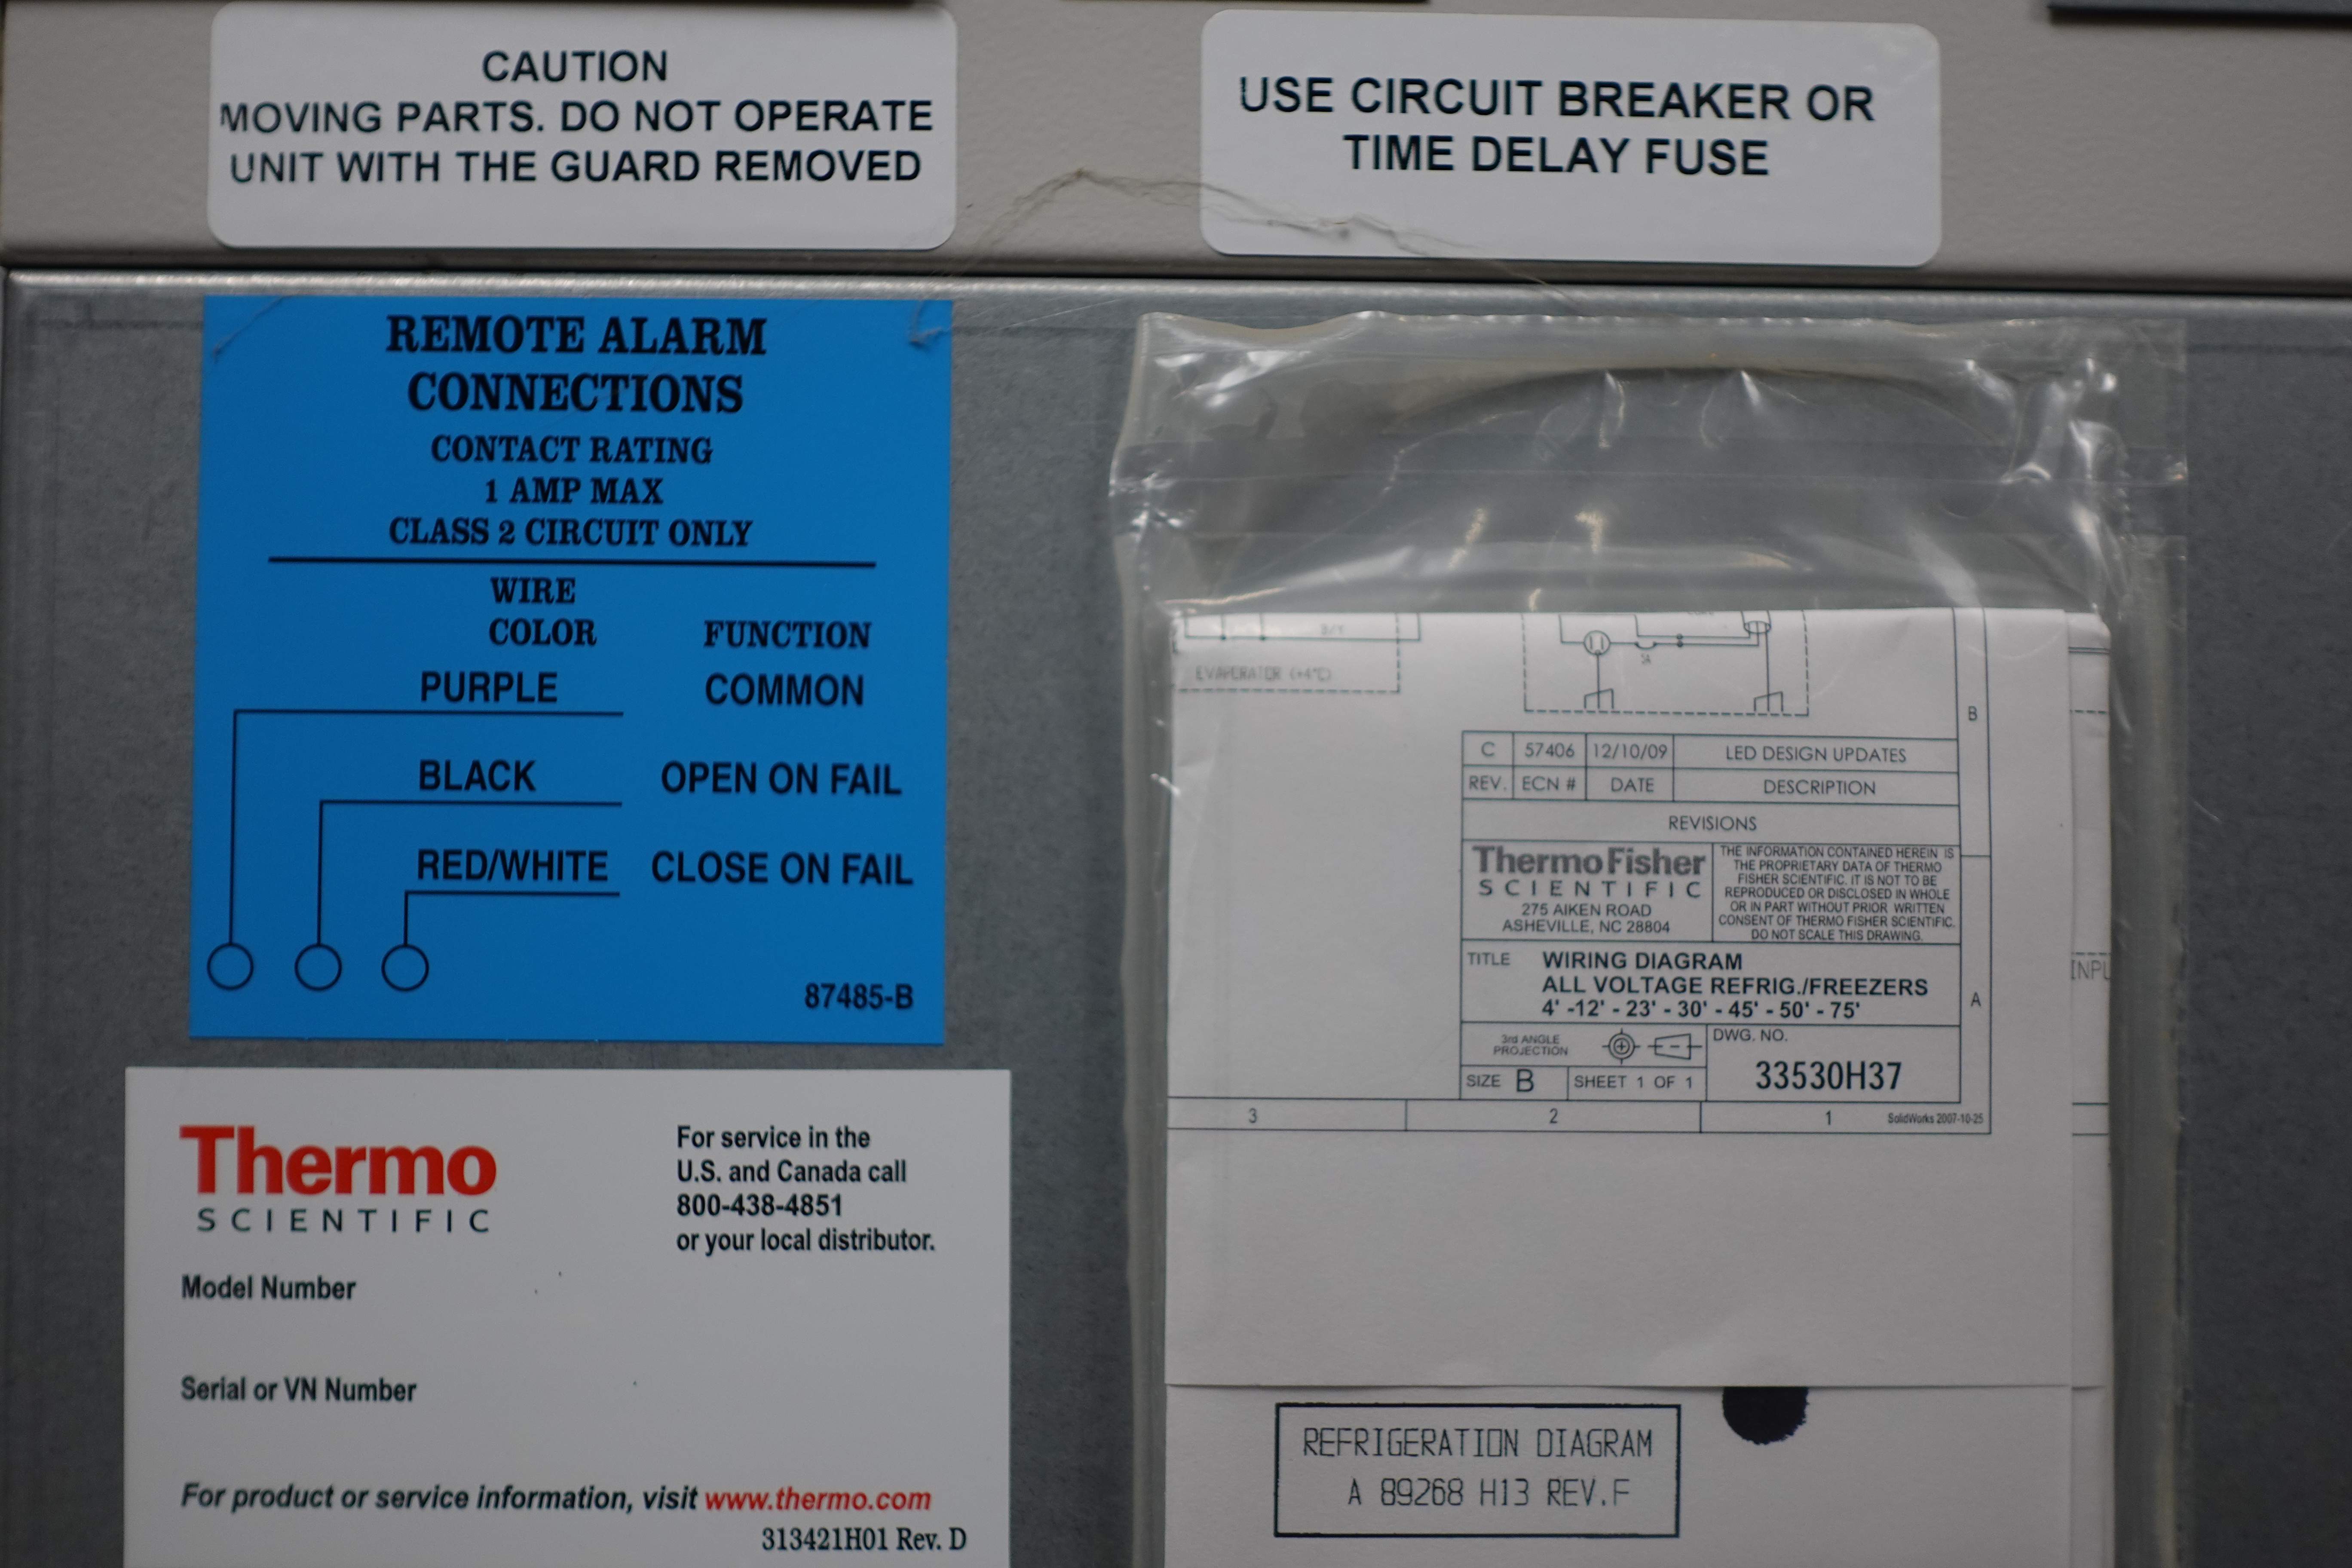 CAUTION
MOVING PARTS. DO NOT OPERATE
UNIT WITH THE GUARD REMOVED
USE CIRCUIT BREAKER OR
TIME DELAY FUSE
REMOTE ALARM
CONNECTIONS
CONTACT RATING
1 AMP MAX
CLASS 2 CIRCUIT ONLY
WIRE
COLOR FUNCTION
PURPLE COMMON
BLACK OPEN ON FAIL
RED/WHITE CLOSE ON FAIL
87485-B
Thermo
SCIENTIFIC
For service in the
U.S. and Canada call
800-438-4851
or your local distributor.
Model Number
Serial or VN Number
For product or service information, visit www.thermo.com
313421H01 Rev. D
B/Y
EVAPORATOR (+4°C)
5A
B
C 57406 12/10/09 LED DESIGN UPDATES
REV. ECN # DATE DESCRIPTION
REVISIONS
ThermoFisher
SCIENTIFIC
275 AIKEN ROAD
ASHEVILLE, NC 28804
THE INFORMATION CONTAINED HEREIN IS
THE PROPRIETARY DATA OF THERMO
FISHER SCIENTIFIC. IT IS NOT TO BE
REPRODUCED OR DISCLOSED IN WHOLE
OR IN PART WITHOUT PRIOR WRITTEN
CONSENT OF THERMO FISHER SCIENTIFIC.
DO NOT SCALE THIS DRAWING.
TITLE WIRING DIAGRAM
ALL VOLTAGE REFRIG./FREEZERS
4' -12' - 23' - 30' - 45' - 50' - 75'
A
INPU
3rd ANGLE
PROJECTION
DWG. NO.
33530H37
SIZE B SHEET 1 OF 1
3 2 1 SolidWorks 2007-10-25
REFRIGERATION DIAGRAM
A 89268 H13 REV.F